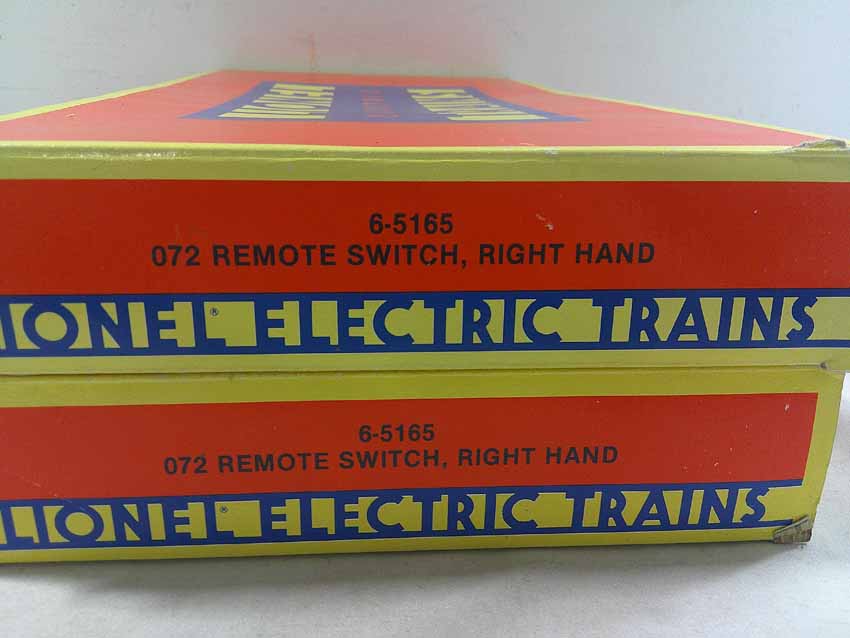 6-5165
072 REMOTE SWITCH, RIGHT HAND
IONEL® ELECTRIC TRAINS
6-5165
072 REMOTE SWITCH, RIGHT HAND
LIONEL® ELECTRIC TRAINS